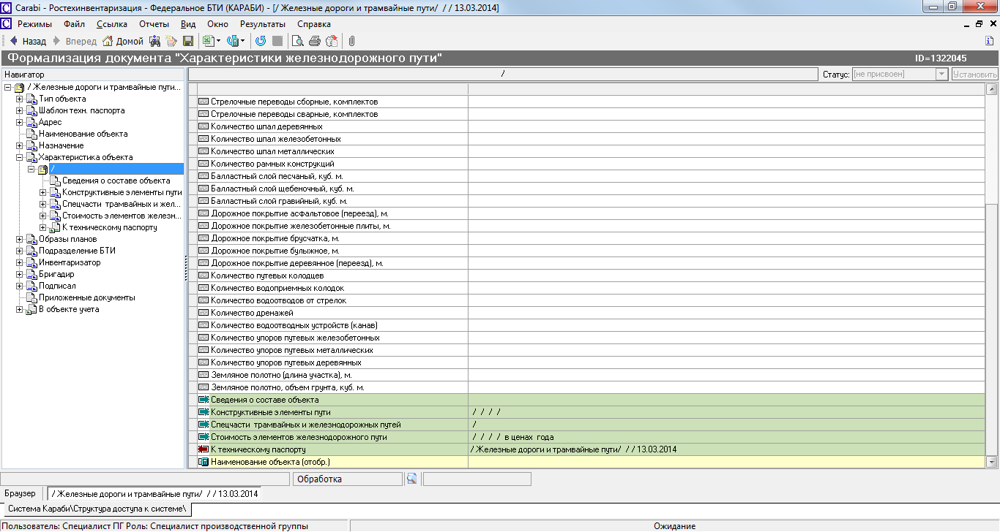 Carabi - Ростехинвентаризация - Федеральное БТИ (КАРАБИ) - [/ Железные дороги и трамвайные пути/ / / 13.03.2014]
Режимы Файл Ссылка Отчеты Вид Окно Результаты Справка
Назад Вперед Домой
Формализация документа "Характеристики железнодорожного пути" ID=1322045
Навигатор
/ Железные дороги и трамвайные пути...
Тип объекта
Шаблон техн. паспорта
Адрес
Наименование объекта
Назначение
Характеристика объекта
/
Сведения о составе объекта
Конструктивные элементы пути
Спецчасти трамвайных и жел...
Стоимость элементов железн...
К техническому паспорту
Образы планов
Подразделение БТИ
Инвентаризатор
Бригадир
Подписал
Приложенные документы
В объекте учета
/ Статус: [не присвоен] Установить
Стрелочные переводы сборные, комплектов
Стрелочные переводы сварные, комплектов
Количество шпал деревянных
Количество шпал железобетонных
Количество шпал металлических
Количество рамных конструкций
Балластный слой песчаный, куб. м.
Балластный слой щебеночный, куб. м.
Балластный слой гравийный, куб. м.
Дорожное покрытие асфальтовое (переезд), м.
Дорожное покрытие железобетонные плиты, м.
Дорожное покрытие брусчатка, м.
Дорожное покрытие булыжное, м.
Дорожное покрытие деревянное (переезд), м.
Количество путевых колодцев
Количество водоприемных колодок
Количество водоотводов от стрелок
Количество дренажей
Количество водоотводных устройств (канав)
Количество упоров путевых железобетонных
Количество упоров путевых металлических
Количество упоров путевых деревянных
Земляное полотно (длина участка), м.
Земляное полотно, объем грунта, куб. м.
Сведения о составе объекта
Конструктивные элементы пути / / / /
Спецчасти трамвайных и железнодорожных путей /
Стоимость элементов железнодорожного пути / / / / в ценах года
К техническому паспорту / Железные дороги и трамвайные пути/ / / 13.03.2014
Наименование объекта (отобр.)
Обработка
Браузер / Железные дороги и трамвайные пути/ / / 13.03.2014
Система Караби\Структура доступа к системе\
Пользователь: Специалист ПГ Роль: Специалист производственной группы Ожидание